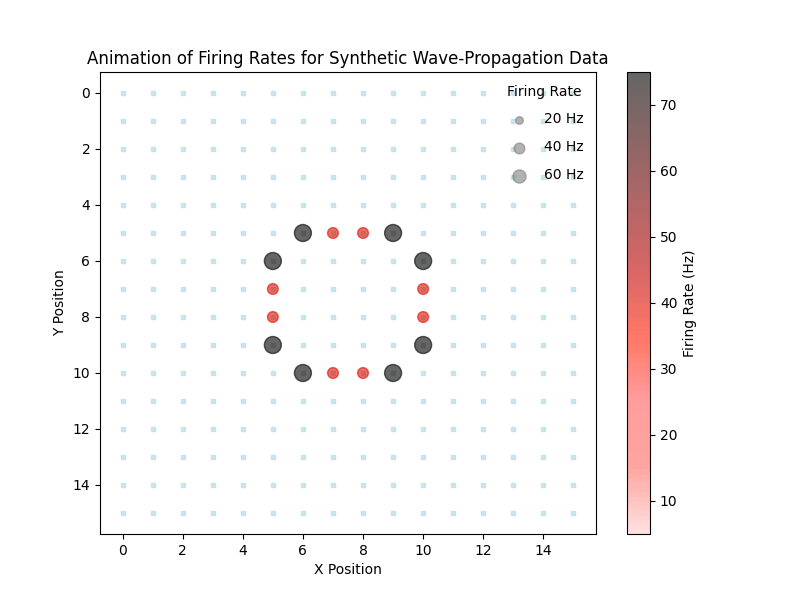 Animation of Firing Rates for Synthetic Wave-Propagation Data
Firing Rate
20 Hz
40 Hz
60 Hz
0
2
4
6
8
10
12
14
Y Position
0 2 4 6 8 10 12 14
X Position
70
60
50
40
30
20
10
Firing Rate (Hz)